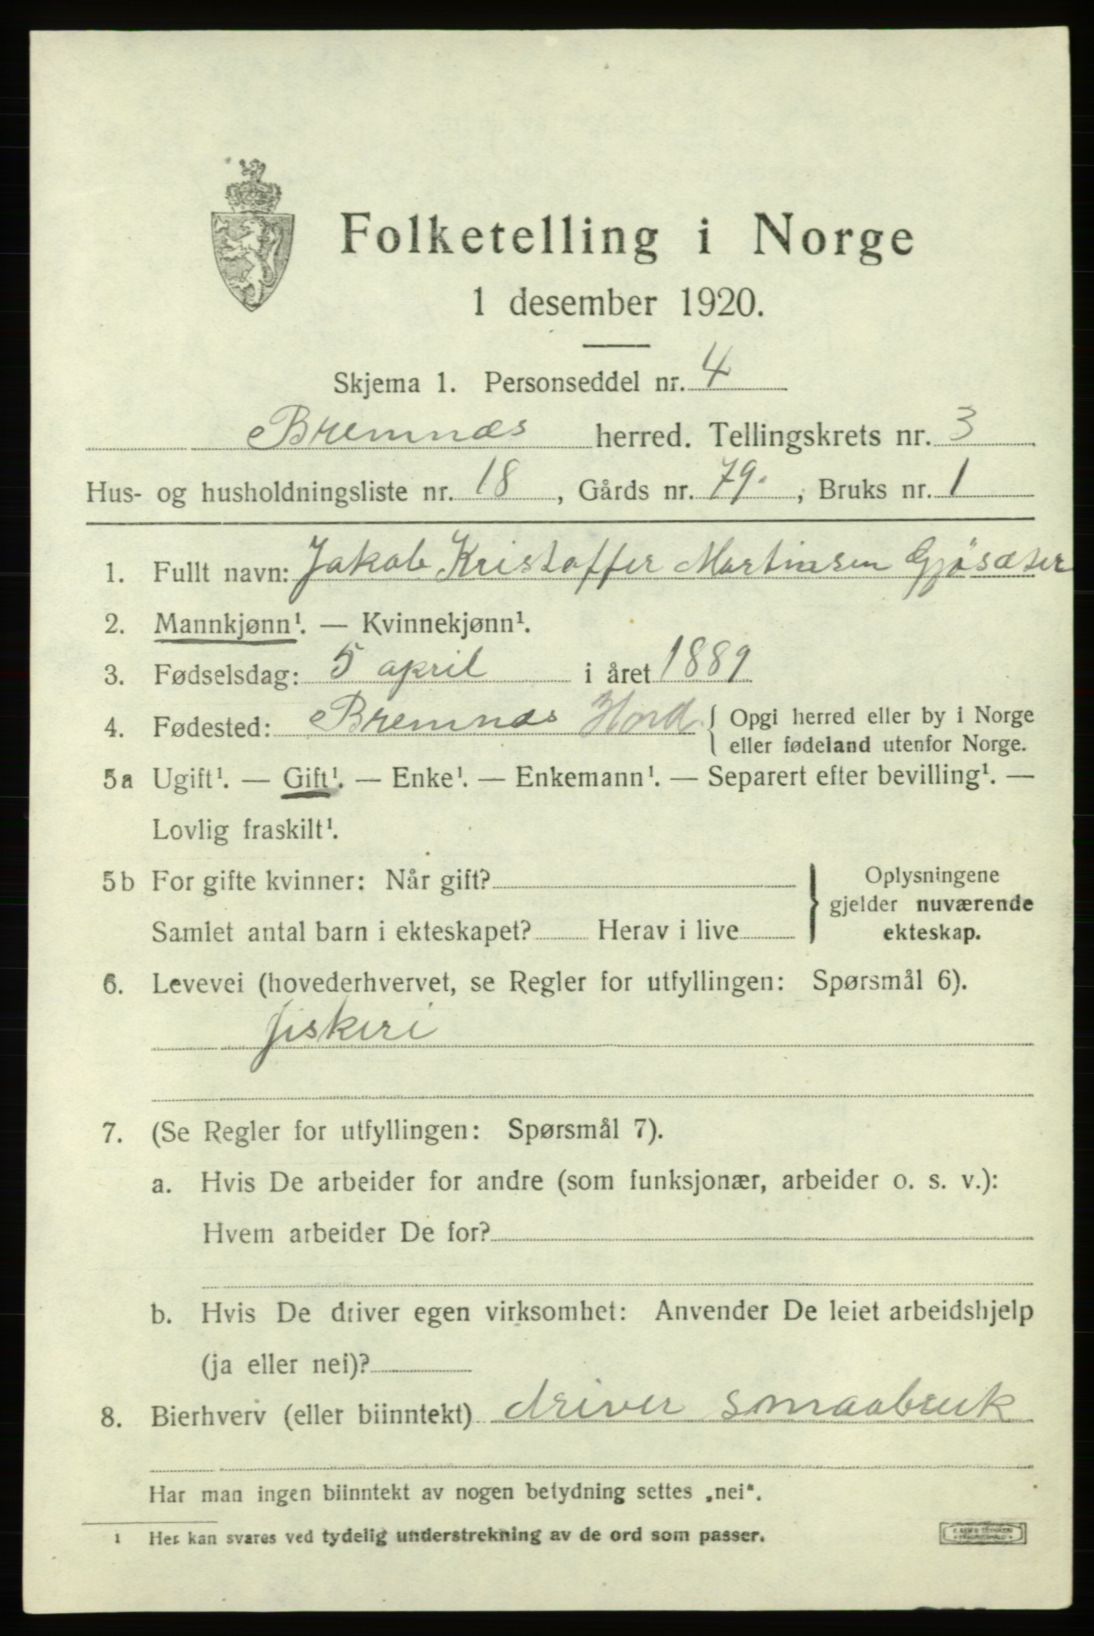 Folketelling i Norge
1 desember 1920.
Skjema 1. Personseddel nr. 4
Bremnæs herred. Tellingskrets nr. 3
Hus- og husholdningsliste nr. 18, Gårds nr. 79, Bruks nr. 1
1. Fullt navn: Jakob Kristoffer Martinsen Gjøsæter
2. Mannkjønn¹. — Kvinnekjønn¹.
3. Fødselsdag: 5 april i året 1889
4. Fødested: Bremnæs Hord. { Opgi herred eller by i Norge
eller fødeland utenfor Norge.
5a Ugift¹. — Gift¹. — Enke¹. — Enkemann¹. — Separert efter bevilling¹. —
Lovlig fraskilt¹.
5b For gifte kvinner: Når gift? } Oplysningene
gjelder nuværende
Samlet antal barn i ekteskapet? Herav i live ekteskap.
6. Levevei (hovederhvervet, se Regler for utfyllingen: Spørsmål 6).
fiskeri
7. (Se Regler for utfyllingen: Spørsmål 7).
a. Hvis De arbeider for andre (som funksjonær, arbeider o. s. v.):
Hvem arbeider De for?
b. Hvis De driver egen virksomhet: Anvender De leiet arbeidshjelp
(ja eller nei)?
8. Bierhverv (eller biinntekt) driver smaabruk
Har man ingen biinntekt av nogen betydning settes „nei“.
¹ Her kan svares ved tydelig understrekning av de ord som passer.